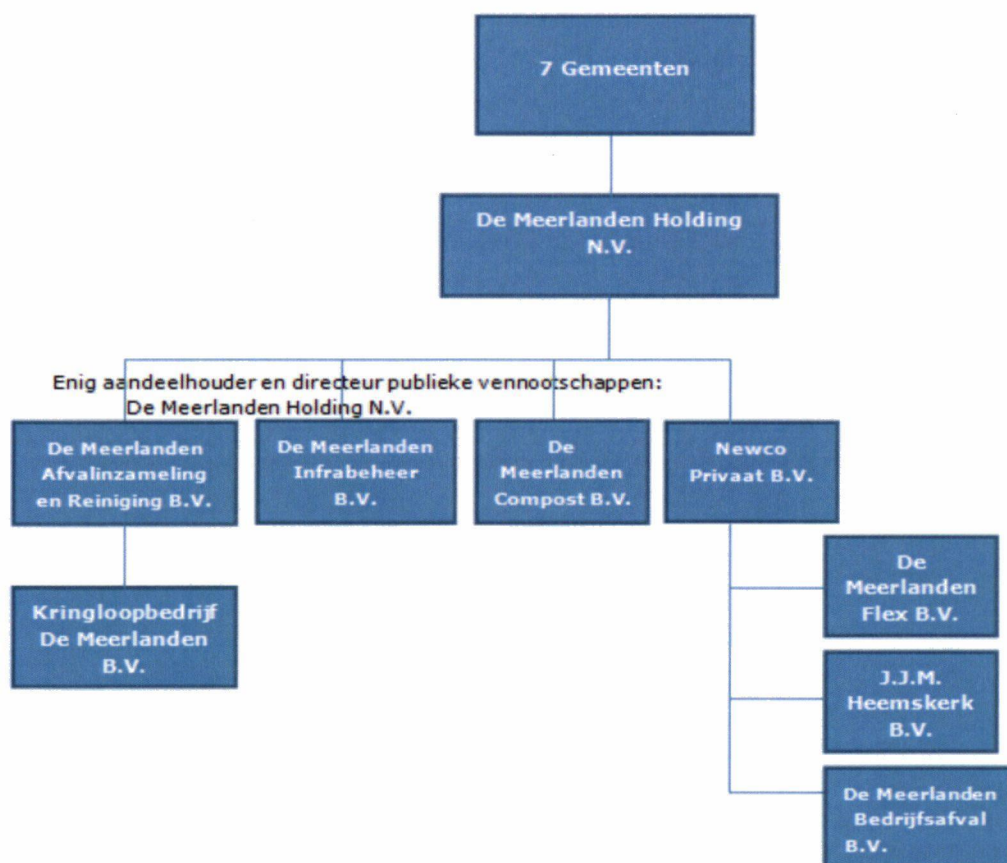 7 Gemeenten
De Meerlanden Holding
N.V.
Enig aandeelhouder en directeur publieke vennootschappen:
De Meerlanden Holding N.V.
De Meerlanden
Afvalinzameling
en Reiniging B.V.
De Meerlanden
Infrabeheer
B.V.
De
Meerlanden
Compost B.V.
Newco
Privaat B.V.
De
Meerlanden
Flex B.V.
Kringloopbedrijf
De Meerlanden
B.V.
J.J.M.
Heemskerk
B.V.
De Meerlanden
Bedrijfsafval
B.V.